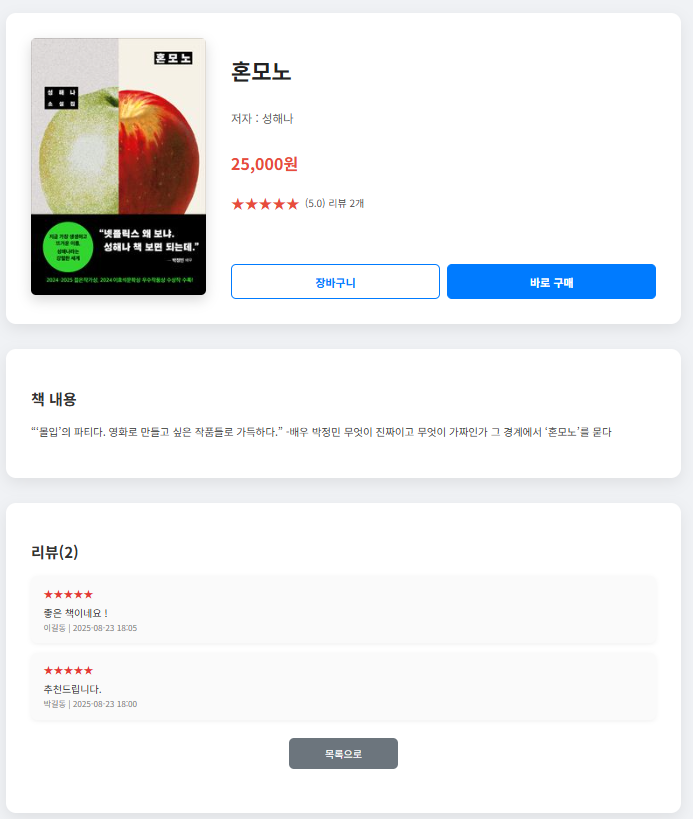 혼모노
성해나
소설집
지금 가장 생생하고
뜨거운 이름,
성해나라는
강렬한 세계
“넷플릭스 왜 보냐.
성해나 책 보면 되는데.”
박정민 배우
2024·2025 젊은작가상, 2024 이효석문학상 우수작품상 수상작 수록!
혼모노
저자 : 성해나
25,000원
★★★★★ (5.0) 리뷰 2개
장바구니
바로 구매
책 내용
“‘몰입’의 파티다. 영화로 만들고 싶은 작품들로 가득하다.” -배우 박정민 무엇이 진짜이고 무엇이 가짜인가 그 경계에서 ‘혼모노’를 묻다
리뷰(2)
★★★★★
좋은 책이네요 !
이길동 | 2025-08-23 18:05
★★★★★
추천드립니다.
박길동 | 2025-08-23 18:00
목록으로